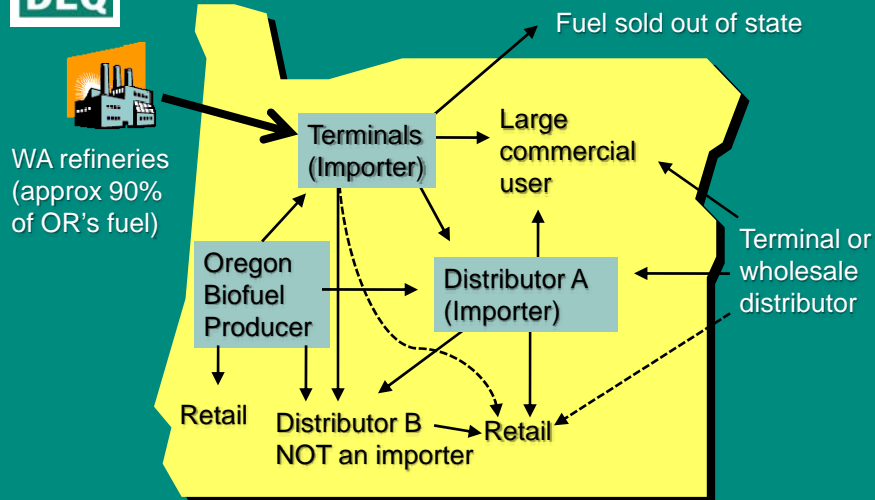 DEQ
Fuel sold out of state
WA refineries
(approx 90%
of OR's fuel)
Terminals
(Importer)
Large
commercial
user
Oregon
Biofuel
Producer
Distributor A
(Importer)
Terminal or
wholesale
distributor
Retail
Distributor B
NOT an importer
Retail